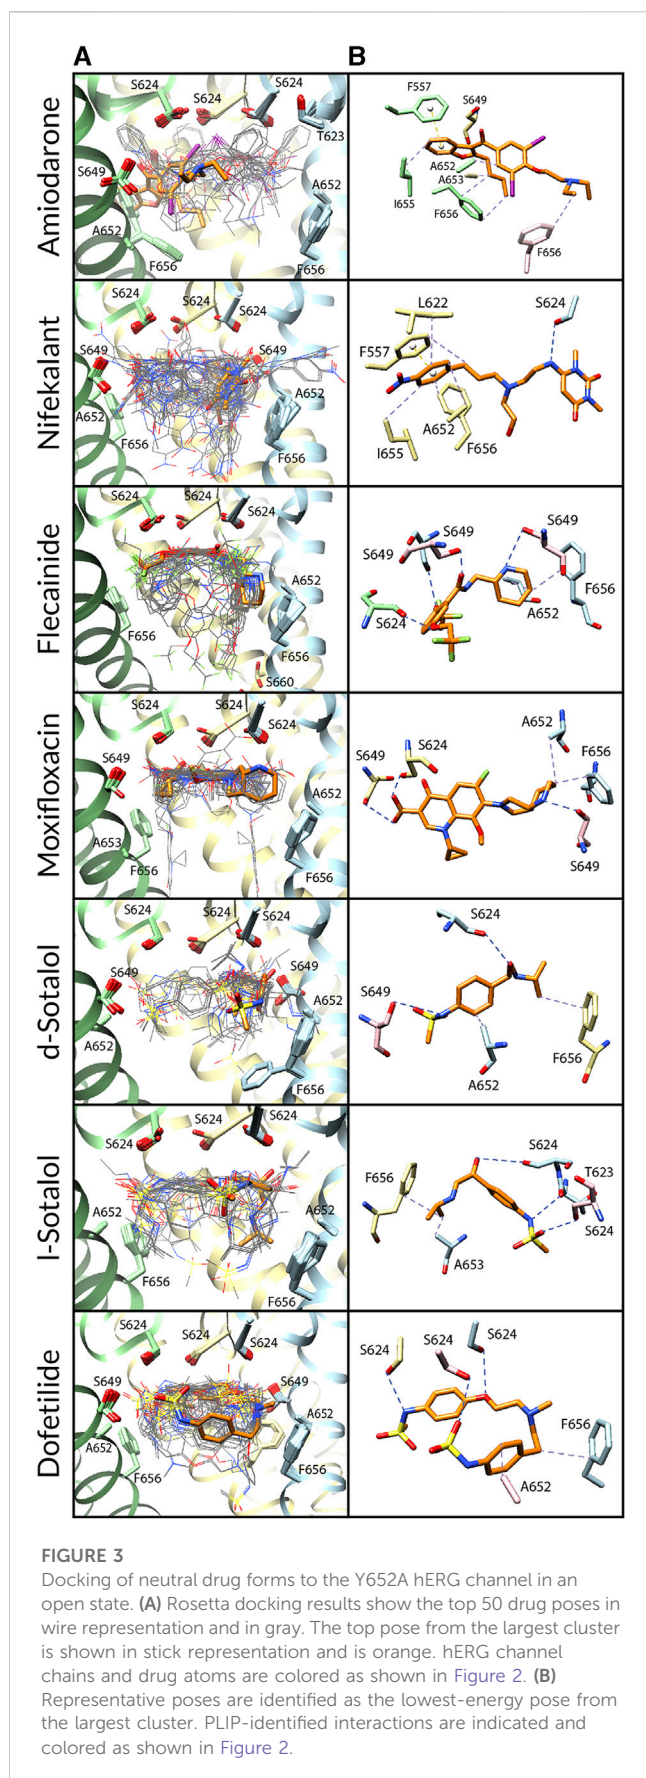 A
B
Amiodarone
S624
S624
S624
T623
S649
A652
A652
F656
F656
F557
S649
A652
A653
I655
F656
F656
Nifekalant
S624
S624
S624
S649
S649
A652
A652
F656
F656
L622
S624
F557
A652
F656
I655
Flecainide
S624
S624
S624
A652
F656
F656
S660
S649
S649
S649
F656
A652
S624
Moxifloxacin
S624
S624
S624
S649
A652
A653
F656
F656
A652
S624
S649
F656
S649
d-Sotalol
S624
S624
S624
S649
S649
A652
A652
F656
S624
S649
F656
A652
l-Sotalol
S624
S624
S624
A652
A652
F656
F656
S624
F656
T623
S624
A653
Dofetilide
S624
S624
S624
S649
S649
A652
A652
F656
F656
S624
S624
S624
F656
A652
FIGURE 3
Docking of neutral drug forms to the Y652A hERG channel in an
open state. (A) Rosetta docking results show the top 50 drug poses in
wire representation and in gray. The top pose from the largest cluster
is shown in stick representation and is orange. hERG channel
chains and drug atoms are colored as shown in Figure 2. (B)
Representative poses are identified as the lowest-energy pose from
the largest cluster. PLIP-identified interactions are indicated and
colored as shown in Figure 2.